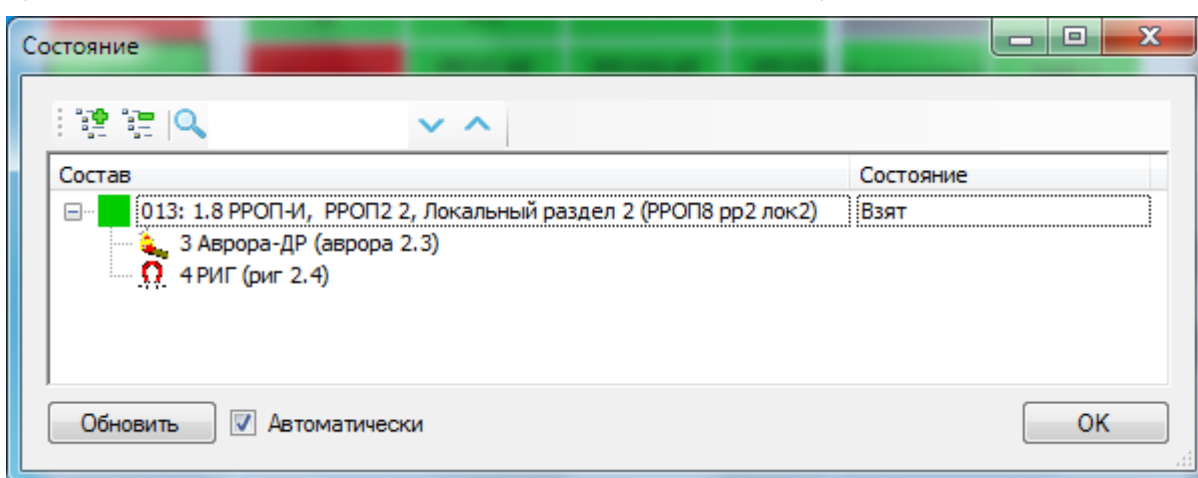 Состояние
Состав Состояние
013: 1.8 РРОП-И, РРОП2 2, Локальный раздел 2 (РРОП8 рр2 лок2) Взят
3 Аврора-ДР (аврора 2.3)
4 РИГ (риг 2.4)
Обновить Автоматически OK